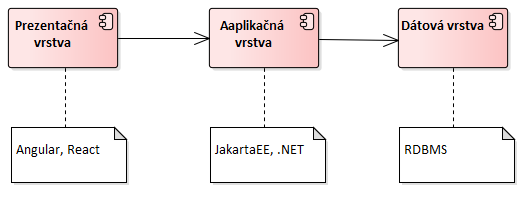 Prezentačná
vrstva
Aaplikačná
vrstva
Dátová vrstva
Angular, React
JakartaEE, .NET
RDBMS